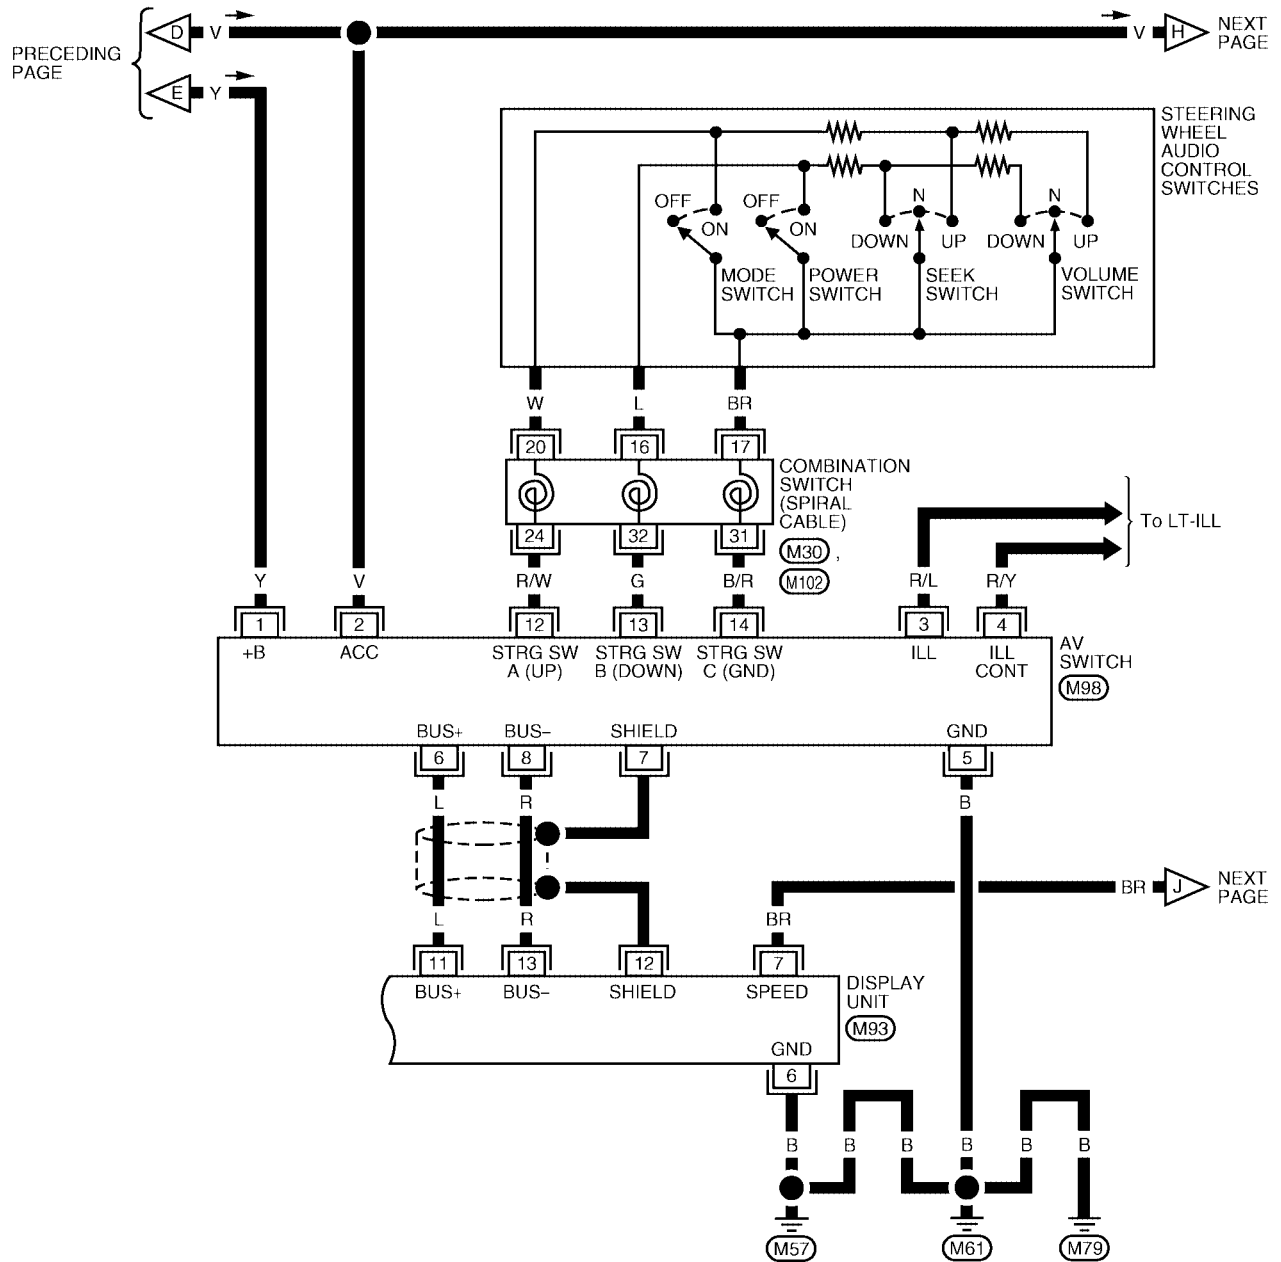 D V V H NEXT
PAGE
PRECEDING
PAGE
E Y
STEERING
WHEEL
AUDIO
CONTROL
SWITCHES
OFF OFF N N
ON ON
DOWN UP DOWN UP
MODE
SWITCH
POWER
SWITCH
SEEK
SWITCH
VOLUME
SWITCH
W L BR
20 16 17
COMBINATION
SWITCH
(SPIRAL
CABLE)
M30 ,
M102
24 32 31
To LT-ILL
Y V R/W G B/R R/L R/Y
1 2 12 13 14 3 4
+B ACC
STRG SW
A (UP)
STRG SW
B (DOWN)
STRG SW
C (GND)
ILL
ILL
CONT
AV
SWITCH
M98
BUS+ BUS– SHIELD GND
6 8 7 5
L R B
BR J NEXT
PAGE
L R BR
11 13 12 7
BUS+ BUS– SHIELD SPEED
DISPLAY
UNIT
M93
GND
6
B B B B B B
M57 M61 M79